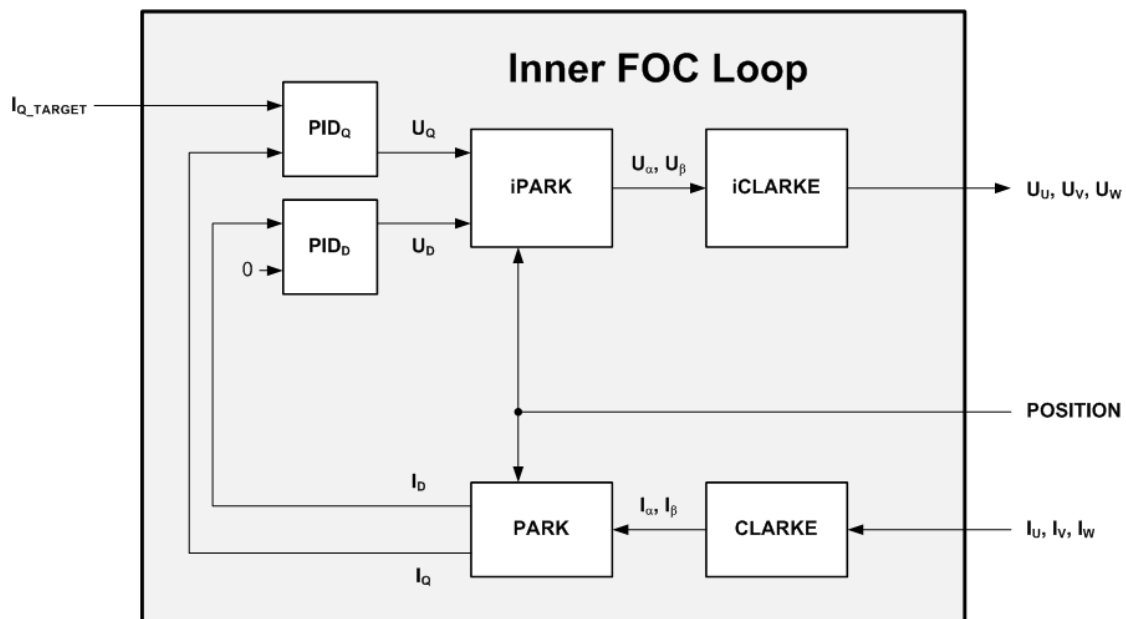 Inner FOC Loop
I_Q_TARGET
PID_Q
U_Q
iPARK
U_α, U_β
iCLARKE
U_U, U_V, U_W
PID_D
U_D
0
POSITION
I_D
PARK
I_α, I_β
CLARKE
I_U, I_V, I_W
I_Q